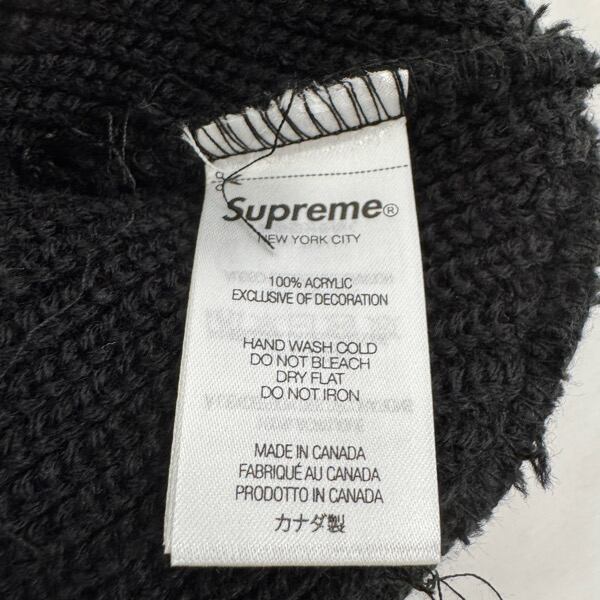 Supreme®
NEW YORK CITY
100% ACRYLIC
EXCLUSIVE OF DECORATION
HAND WASH COLD
DO NOT BLEACH
DRY FLAT
DO NOT IRON
MADE IN CANADA
FABRIQUÉ AU CANADA
PRODOTTO IN CANADA
カナダ製